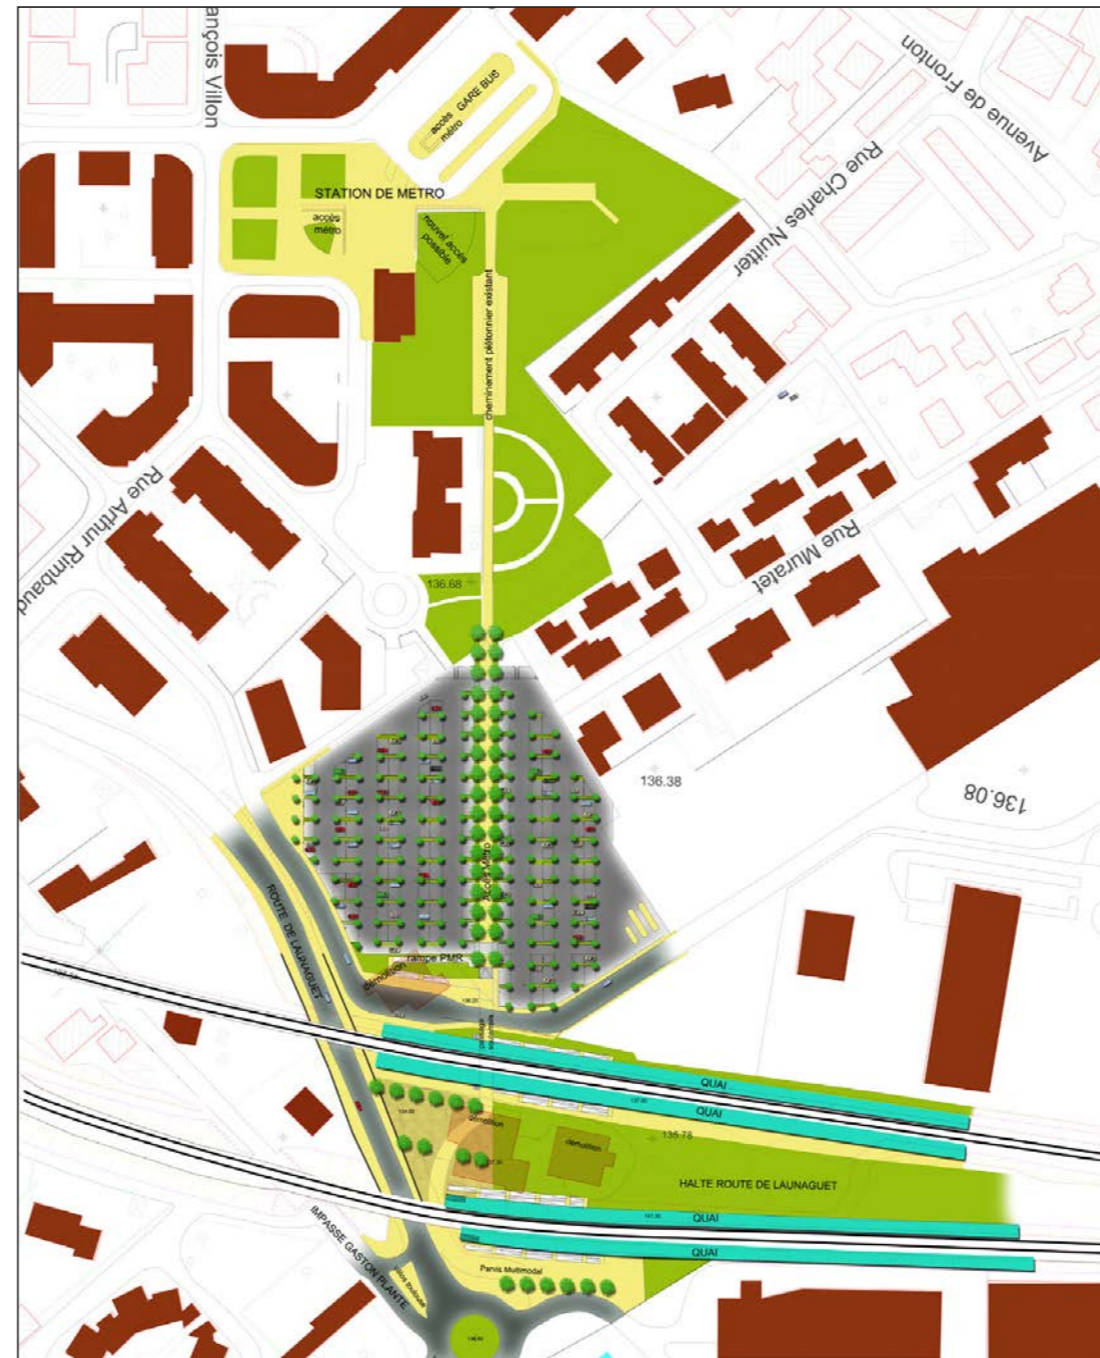 ançois Villon
Avenue de Fronton
accès GARE BUS
métro
Rue Charles Nuitter
STATION DE METRO
accès
métro
nouvel accès
possible
cheminement piétonnier existant
Rue Arthur Rimbaud
Rue Muratet
136.68
136.38
136.08
accès Métro
ROUTE DE LAUNAGUET
rampe PMR
démolition
QUAI
QUAI
démolition
démolition
135.78
HALTE ROUTE DE LAUNAGUET
QUAI
QUAI
IMPASSE GASTON PLANTE
Parvis Multimodal